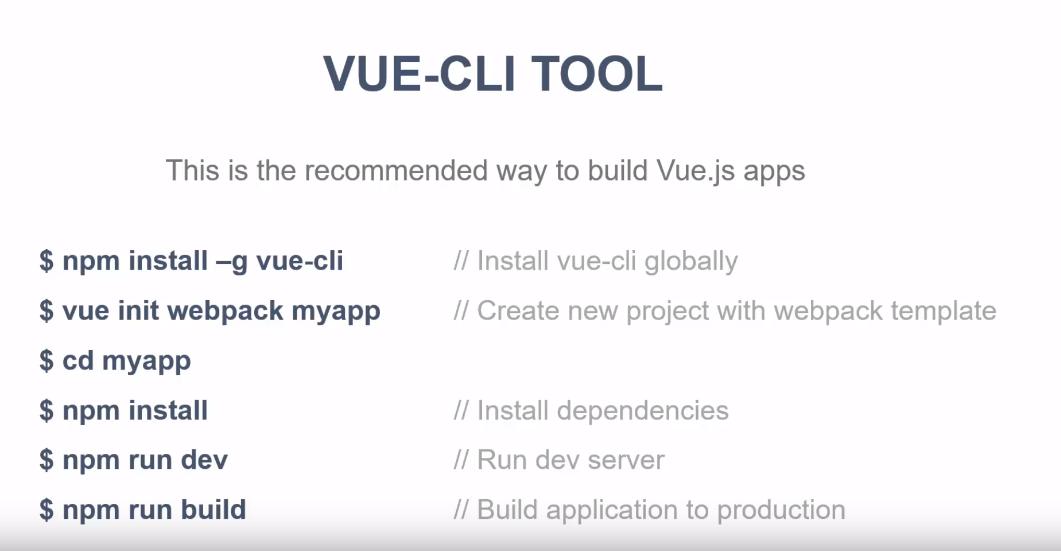 VUE-CLI TOOL
This is the recommended way to build Vue.js apps
$ npm install –g vue-cli // Install vue-cli globally
$ vue init webpack myapp // Create new project with webpack template
$ cd myapp
$ npm install // Install dependencies
$ npm run dev // Run dev server
$ npm run build // Build application to production